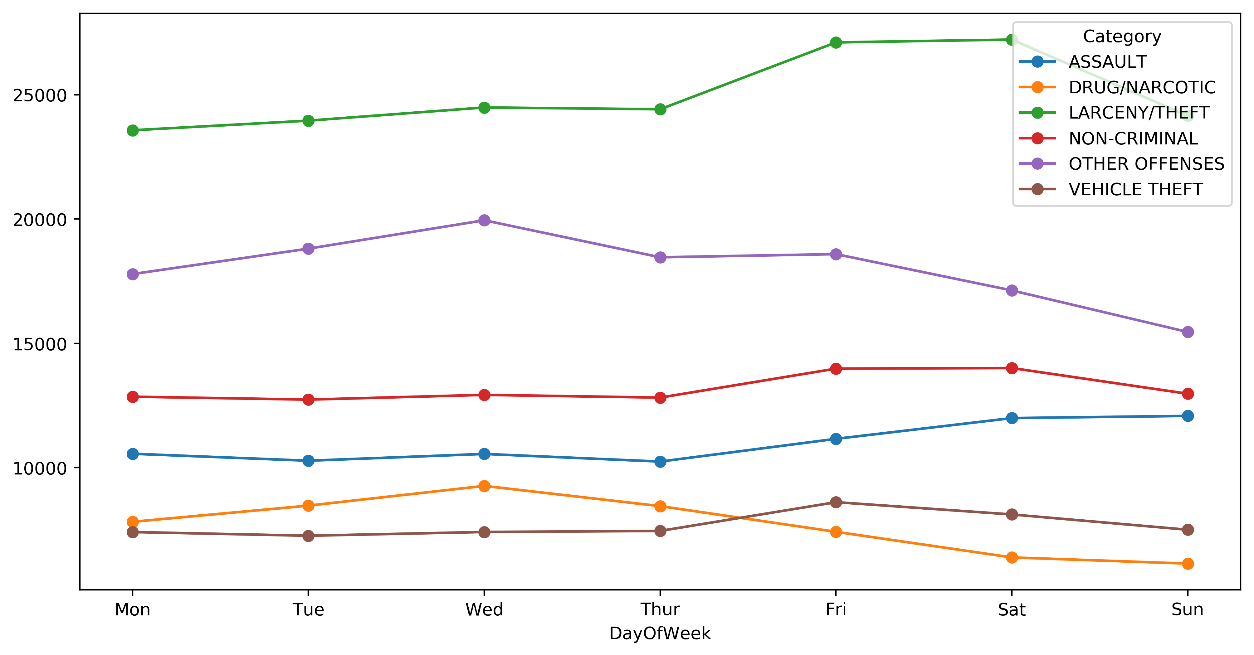 Category
ASSAULT
DRUG/NARCOTIC
LARCENY/THEFT
NON-CRIMINAL
OTHER OFFENSES
VEHICLE THEFT
25000
20000
15000
10000
Mon Tue Wed Thur Fri Sat Sun
DayOfWeek